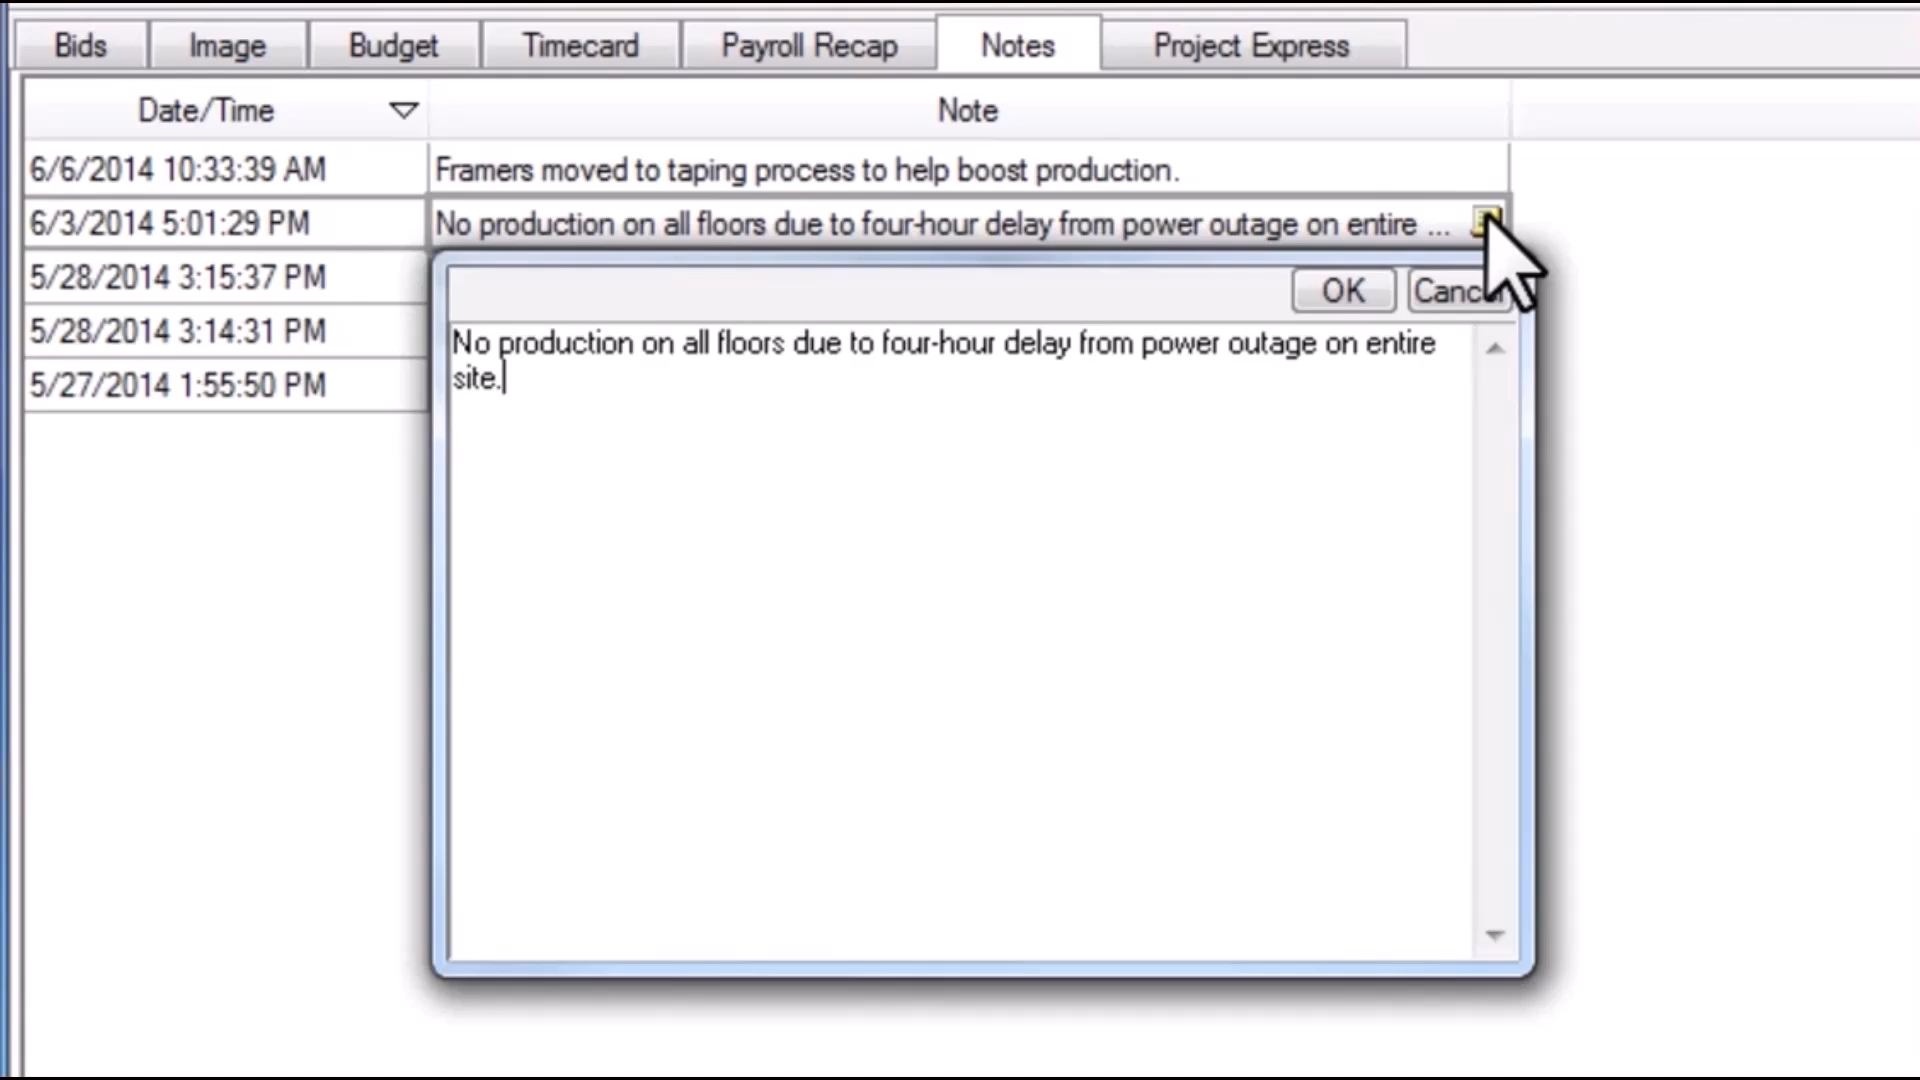 Bids Image Budget Timecard Payroll Recap Notes Project Express
Date/Time Note
6/6/2014 10:33:39 AM Framers moved to taping process to help boost production.
6/3/2014 5:01:29 PM No production on all floors due to four-hour delay from power outage on entire ...
5/28/2014 3:15:37 PM
5/28/2014 3:14:31 PM
5/27/2014 1:55:50 PM
OK
No production on all floors due to four-hour delay from power outage on entire
site.